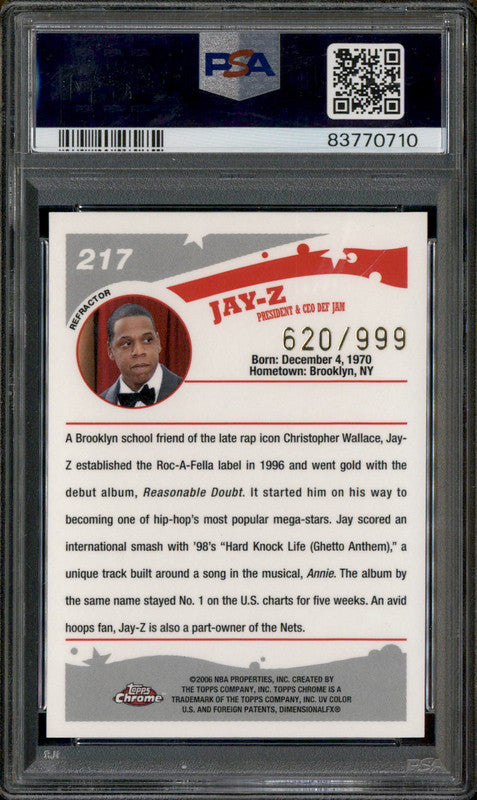 PSA
83770710
217
REFRACTOR
JAY-Z
PRESIDENT & CEO DEF JAM
620/999
Born: December 4, 1970
Hometown: Brooklyn, NY
A Brooklyn school friend of the late rap icon Christopher Wallace, Jay-
Z established the Roc-A-Fella label in 1996 and went gold with the
debut album, Reasonable Doubt. It started him on his way to
becoming one of hip-hop's most popular mega-stars. Jay scored an
international smash with '98's “Hard Knock Life (Ghetto Anthem),” a
unique track built around a song in the musical, Annie. The album by
the same name stayed No. 1 on the U.S. charts for five weeks. An avid
hoops fan, Jay-Z is also a part-owner of the Nets.
Topps
Chrome
©2006 NBA PROPERTIES, INC. CREATED BY
THE TOPPS COMPANY, INC. TOPPS CHROME IS A
TRADEMARK OF THE TOPPS COMPANY, INC. UV COLOR
U.S. AND FOREIGN PATENTS, DIMENSIONALFX®
PSA